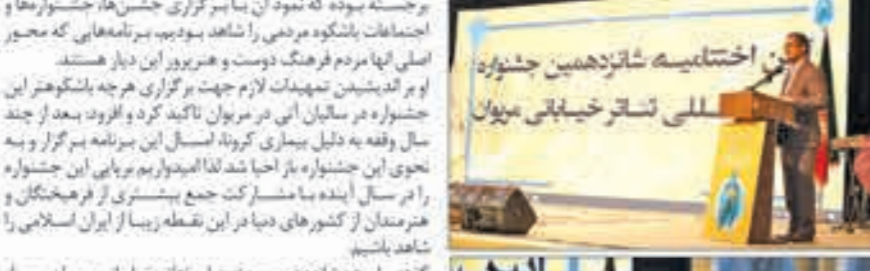 برجسته بوده که نمود آن با برگزاری جشن‌ها، جشنواره‌ها و
اجتماعات باشکوه مردمی را شاهد بودیم، برنامه‌هایی که محور
اصلی آنها مردم فرهنگ دوست و هنرپرور این دیار هستند.
او بر اندیشیدن تمهیدات لازم جهت برگزاری هرچه باشکوهتر این
جشنواره در سالیان آتی در مریوان تاکید کرد و افزود: بعد از چند
سال وقفه به دلیل بیماری کرونا، امسال این برنامه برگزار و به
نحوی این جشنواره باز احیا شد لذا امیدواریم برپایی این جشنواره
را در سال آینده با مشارکت جمع بیشتری از فرهیختگان و
هنرمندان از کشورهای دنیا در این نقطه زیبا از ایران اسلامی را
شاهد باشیم.
ین اختتامیه شانزدهمین جشنواره
ـللی تئاتر خیابانی مریوان